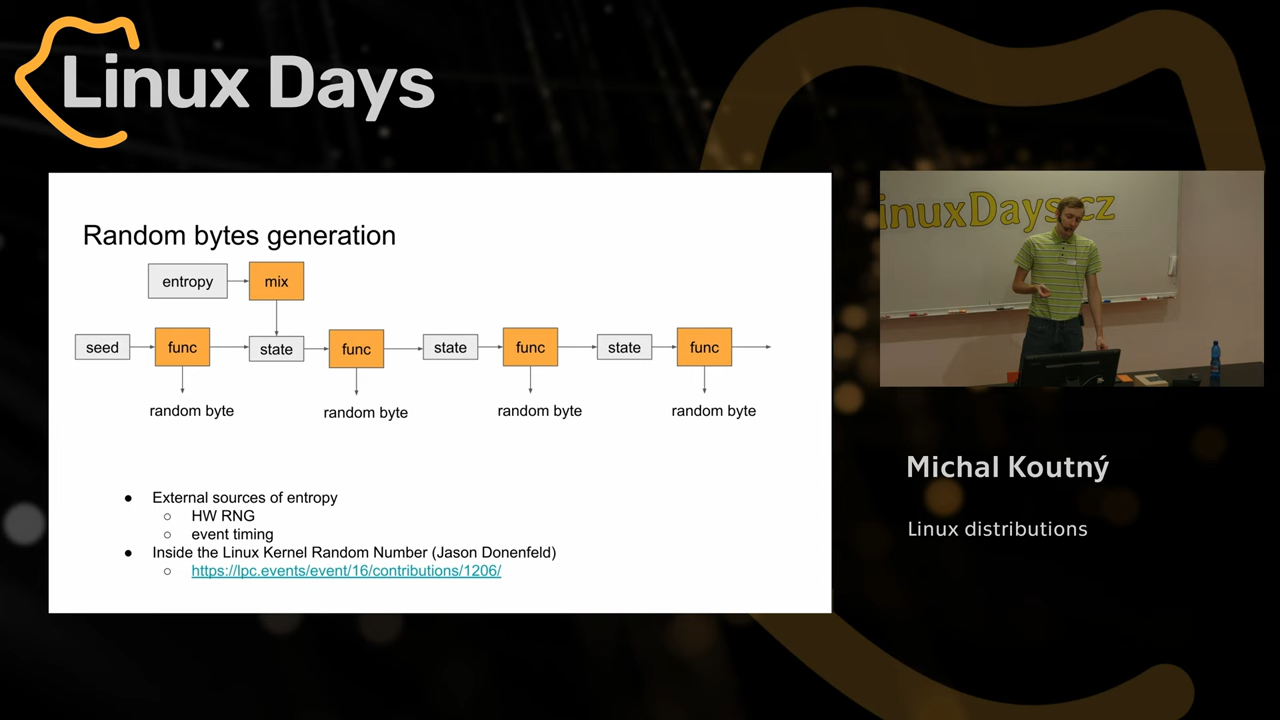 Linux Days
Random bytes generation
entropy
mix
seed
func
state
func
state
func
state
func
random byte
random byte
random byte
random byte
● External sources of entropy
○ HW RNG
○ event timing
● Inside the Linux Kernel Random Number (Jason Donenfeld)
○ https://lpc.events/event/16/contributions/1206/
inuxDays.cz
Michal Koutný
Linux distributions